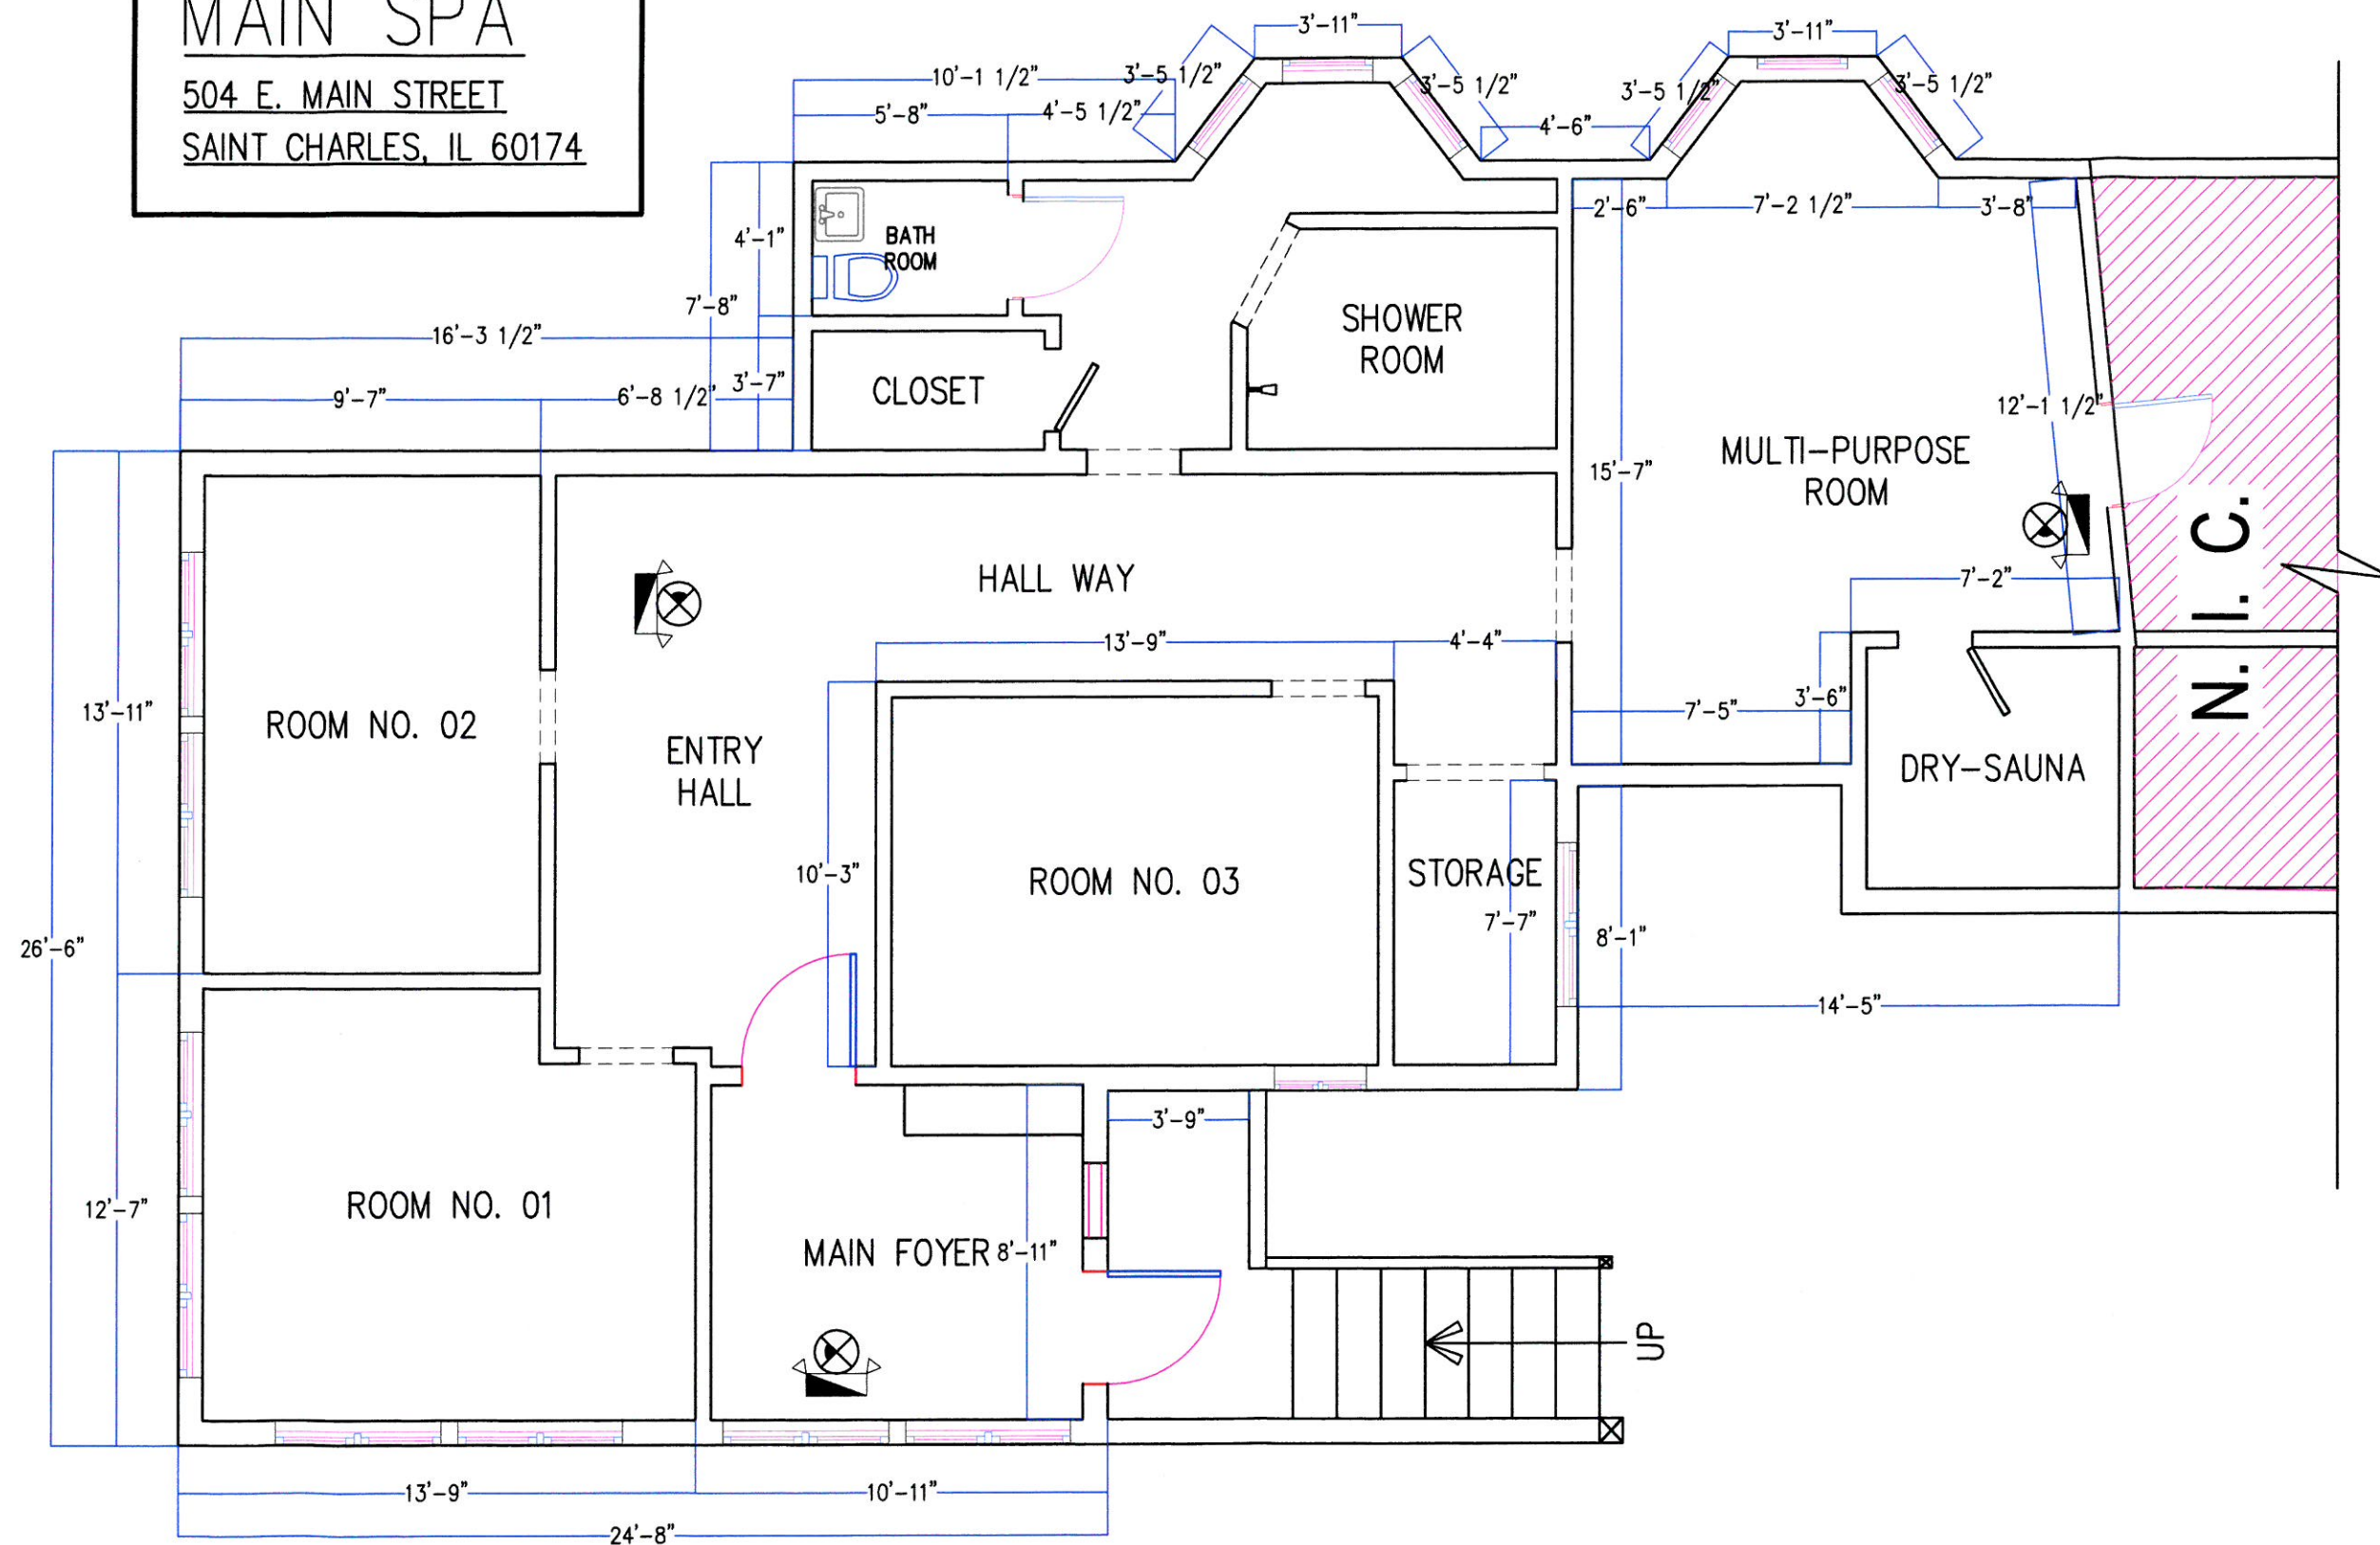 MAIN SPA
504 E. MAIN STREET
SAINT CHARLES, IL 60174
3'-11"
3'-11"
10'-1 1/2"
3'-5 1/2"
3'-5 1/2"
3'-5 1/2"
3'-5 1/2"
5'-8"
4'-5 1/2"
4'-6"
2'-6"
7'-2 1/2"
3'-8"
4'-1"
BATH
ROOM
7'-8"
SHOWER
ROOM
16'-3 1/2"
9'-7"
6'-8 1/2"
3'-7"
CLOSET
12'-1 1/2"
MULTI-PURPOSE
ROOM
15'-7"
N. I. C.
HALL WAY
7'-2"
13'-9"
4'-4"
13'-11"
ROOM NO. 02
ENTRY
HALL
7'-5"
3'-6"
DRY-SAUNA
10'-3"
ROOM NO. 03
STORAGE
7'-7"
8'-1"
26'-6"
14'-5"
3'-9"
12'-7"
ROOM NO. 01
MAIN FOYER
8'-11"
UP
13'-9"
10'-11"
24'-8"